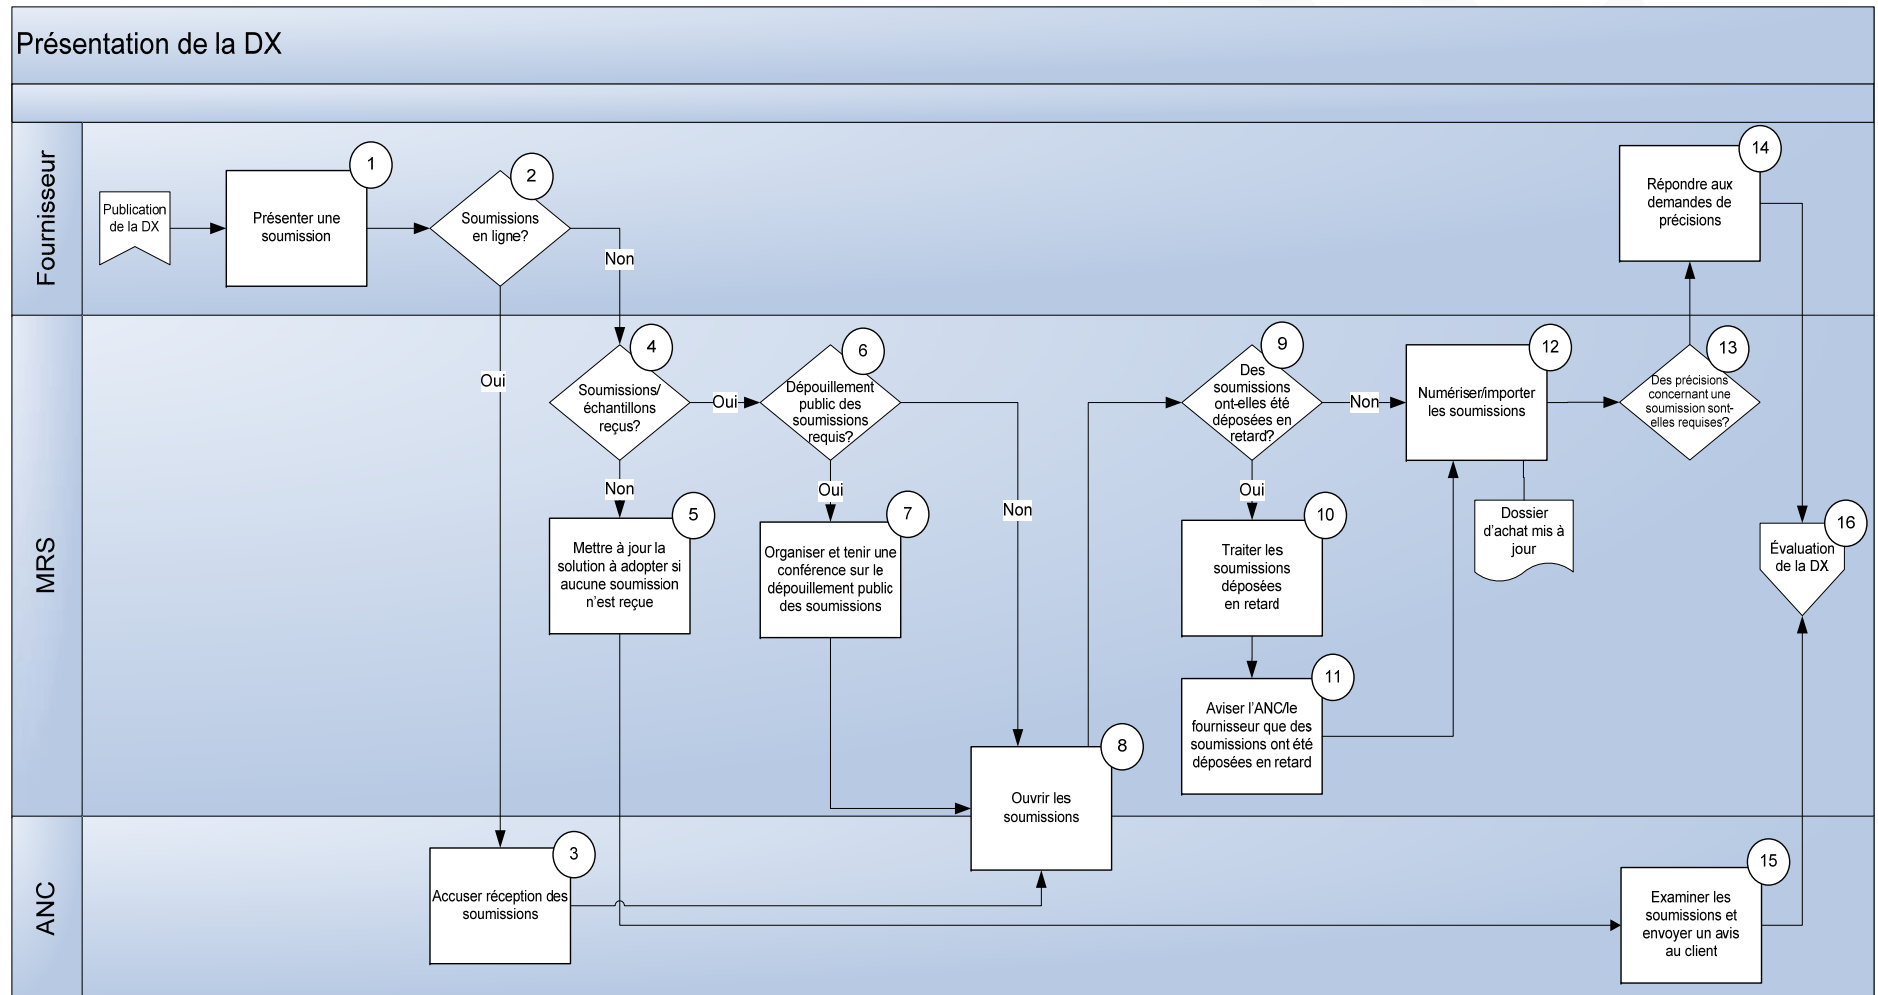 Présentation de la DX
Fournisseur
Publication
de la DX
1
Présenter une
soumission
2
Soumissions
en ligne?
Non
Oui
14
Répondre aux
demandes de
précisions
MRS
4
Soumissions/
échantillons
reçus?
Oui
Non
5
Mettre à jour la
solution à adopter si
aucune soumission
n'est reçue
6
Dépouillement
public des
soumissions
requis?
Oui
Non
7
Organiser et tenir une
conférence sur le
dépouillement public
des soumissions
8
Ouvrir les
soumissions
9
Des
soumissions
ont-elles été
déposées en
retard?
Non
Oui
10
Traiter les
soumissions
déposées
en retard
11
Aviser l'ANC/le
fournisseur que des
soumissions ont été
déposées en retard
12
Numériser/importer
les soumissions
Dossier
d'achat mis à
jour
13
Des précisions
concernant une
soumission sont-
elles requises?
16
Évaluation
de la DX
ANC
3
Accuser réception des
soumissions
15
Examiner les
soumissions et
envoyer un avis
au client